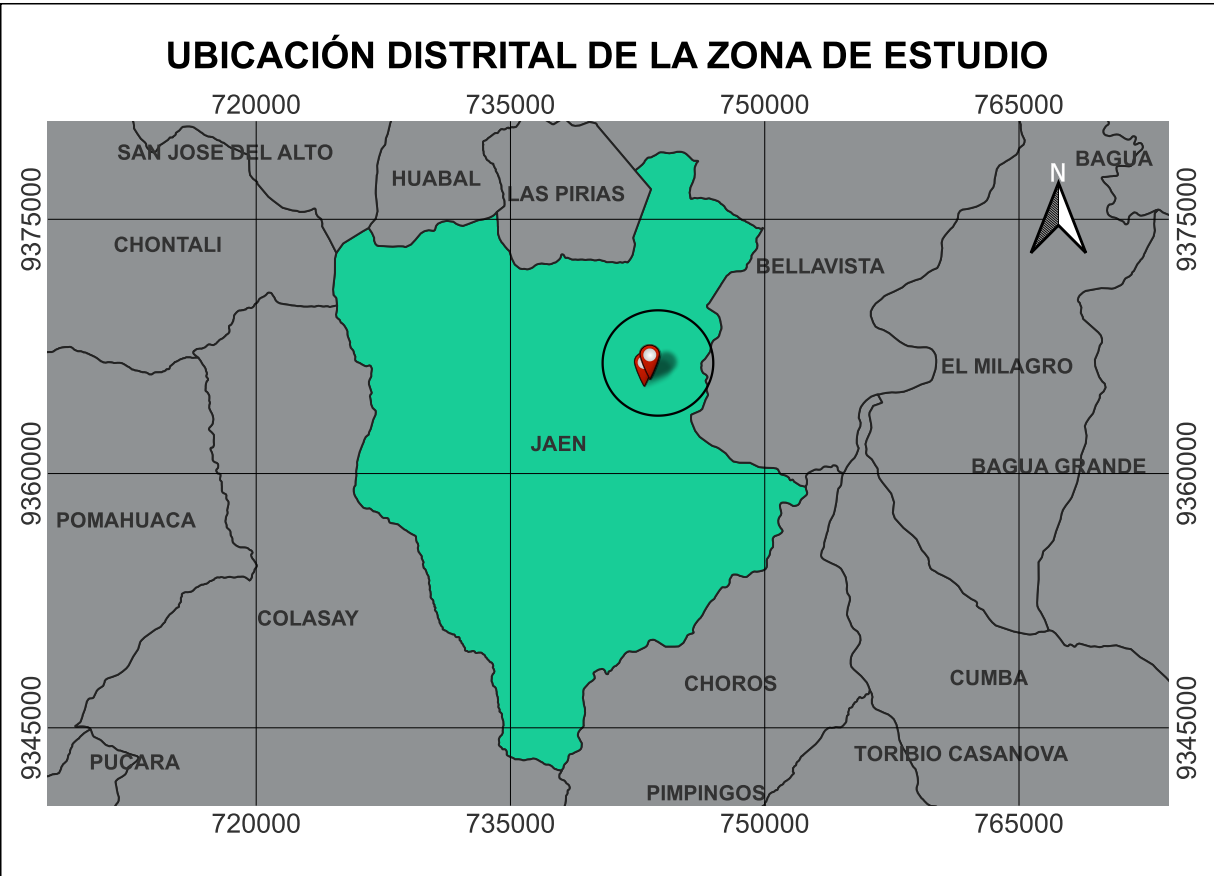 UBICACIÓN DISTRITAL DE LA ZONA DE ESTUDIO
720000 735000 750000 765000
SAN JOSE DEL ALTO
BAGUA
N
HUABAL
LAS PIRIAS
9375000
9375000
CHONTALI
BELLAVISTA
EL MILAGRO
JAEN
BAGUA GRANDE
9360000
9360000
POMAHUACA
COLASAY
CHOROS
CUMBA
9345000
9345000
TORIBIO CASANOVA
PUCARA
PIMPINGOS
720000 735000 750000 765000